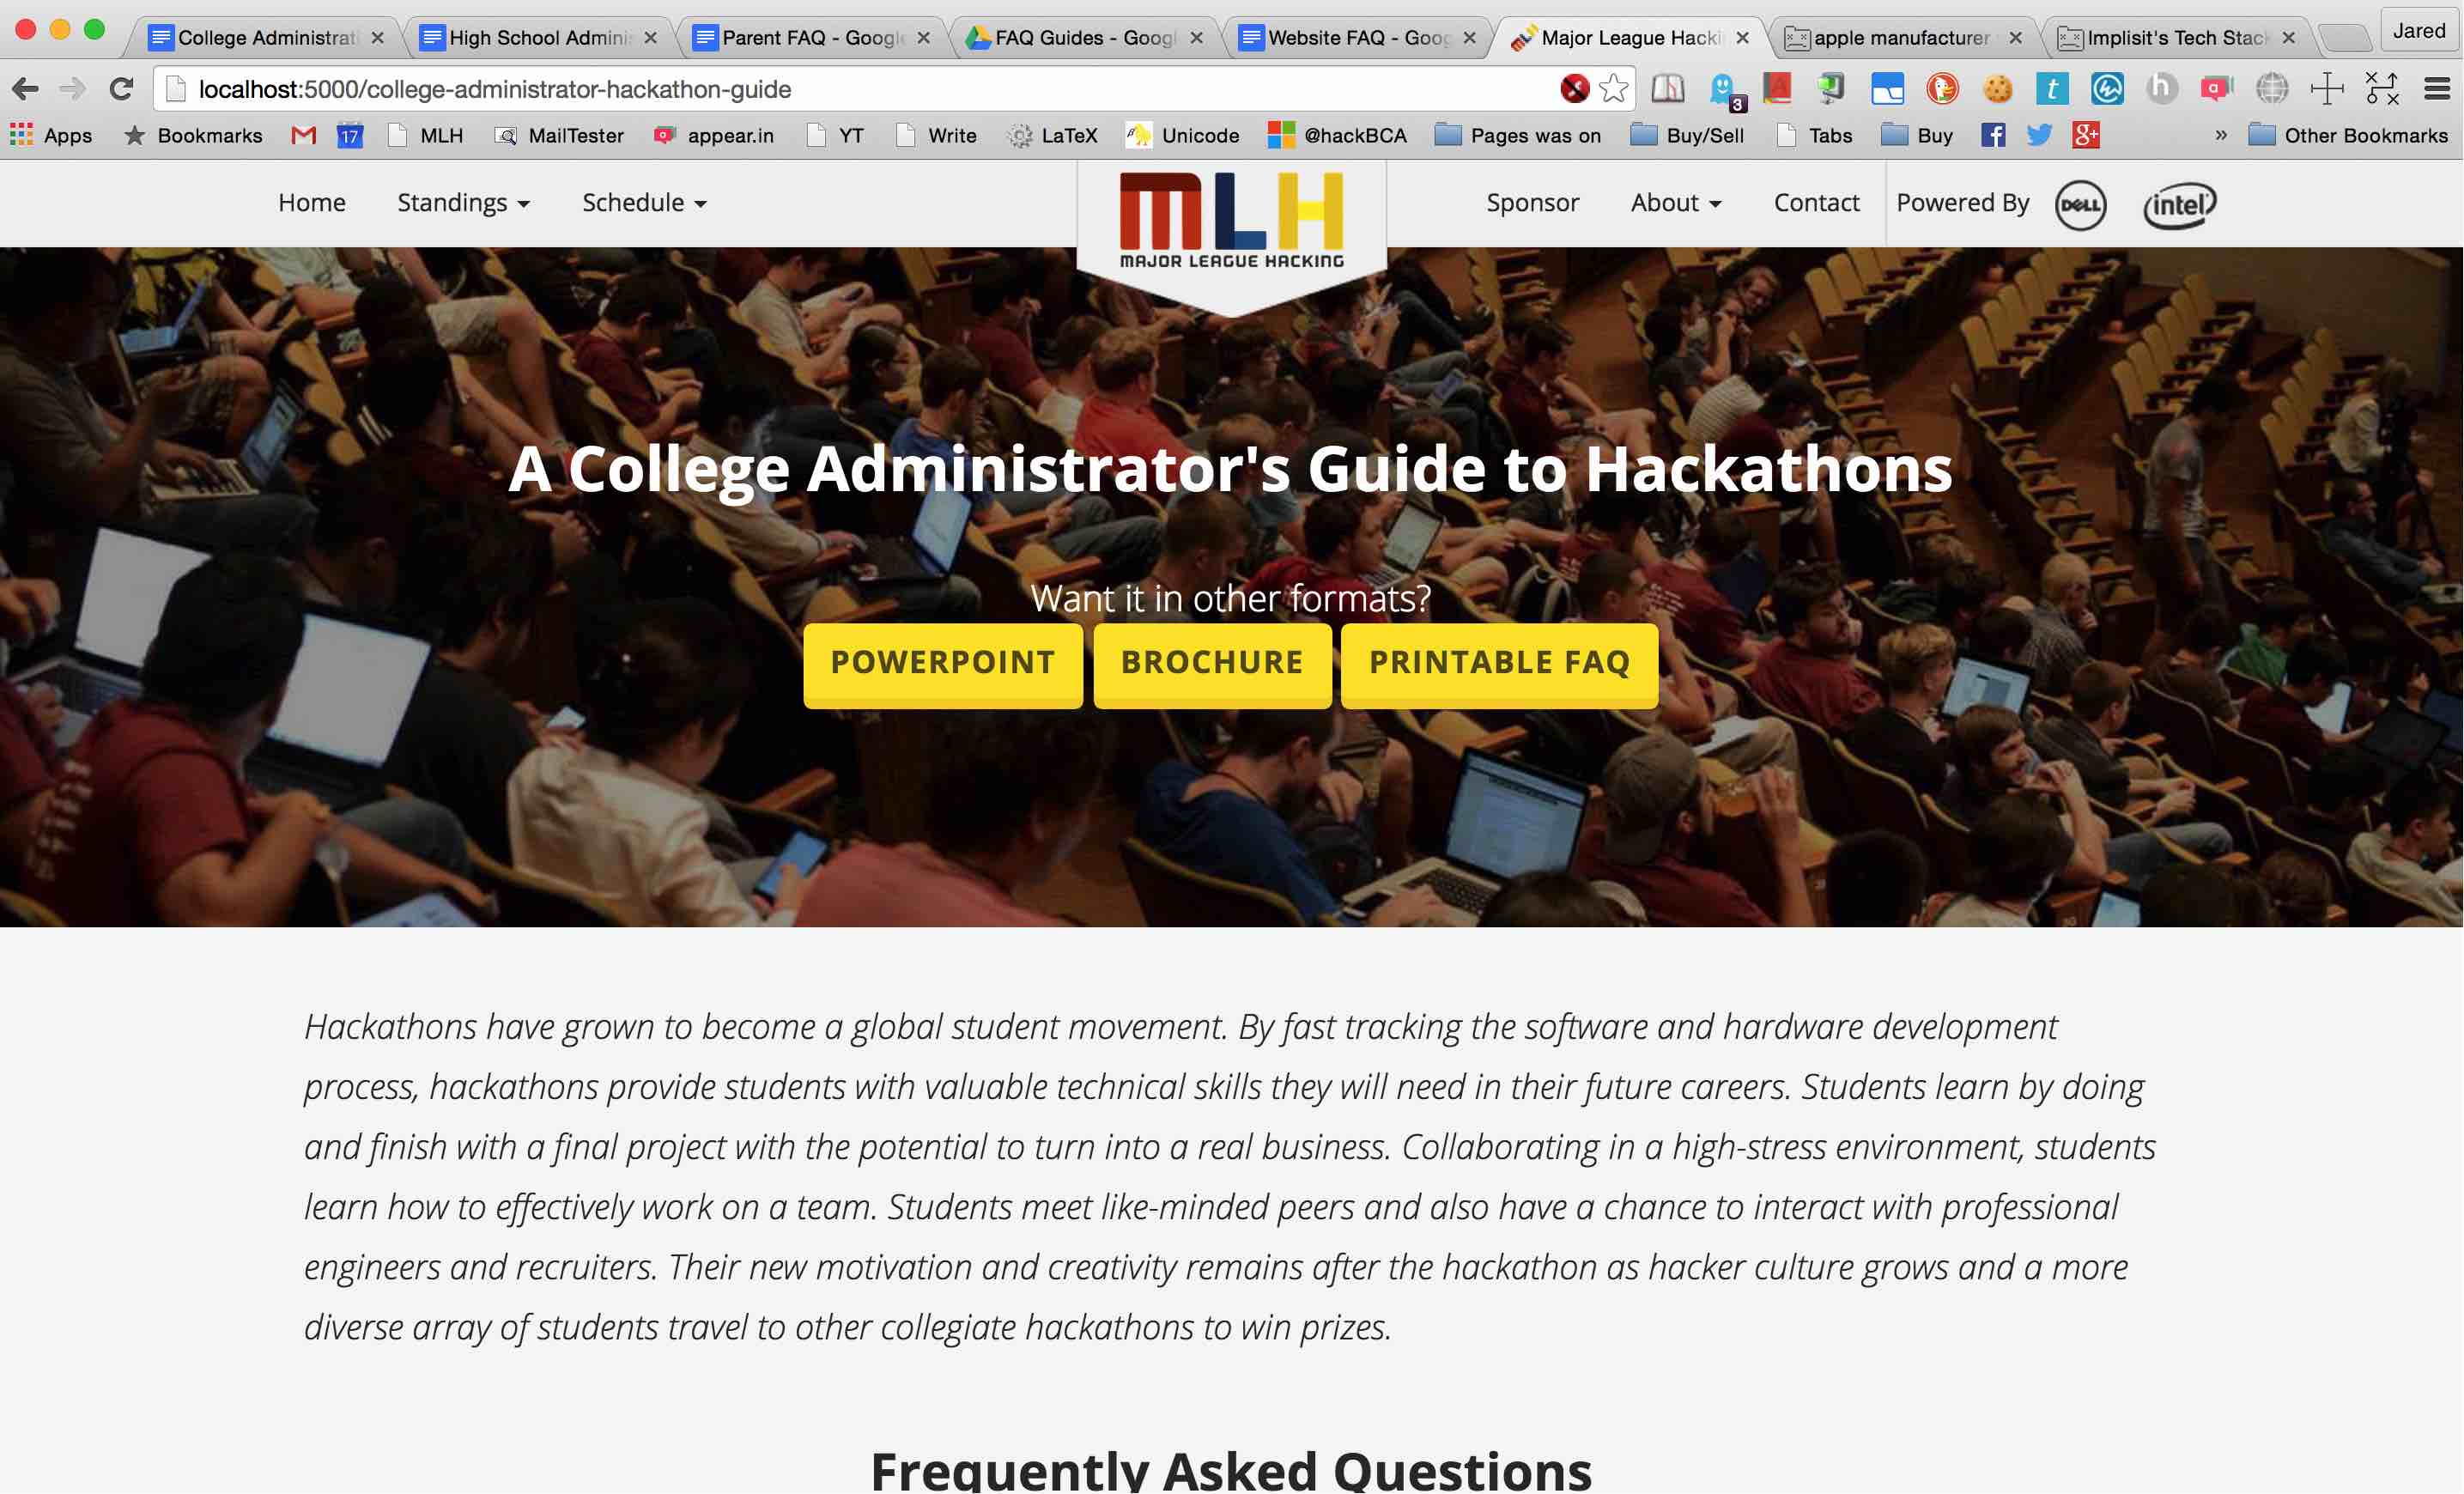 College Administrati
High School Adminis
Parent FAQ - Google
FAQ Guides - Googl
Website FAQ - Goog
Major League Hackin
apple manufacturer
Implisit's Tech Stack
Jared
localhost:5000/college-administrator-hackathon-guide
3
Apps
Bookmarks
17
MLH
MailTester
appear.in
YT
Write
LaTeX
Unicode
@hackBCA
Pages was on
Buy/Sell
Tabs
Buy
g+
»
Other Bookmarks
Home
Standings
Schedule
MLH
MAJOR LEAGUE HACKING
Sponsor
About
Contact
Powered By
DELL
intel
A College Administrator's Guide to Hackathons
Want it in other formats?
POWERPOINT
BROCHURE
PRINTABLE FAQ
Hackathons have grown to become a global student movement. By fast tracking the software and hardware development
process, hackathons provide students with valuable technical skills they will need in their future careers. Students learn by doing
and finish with a final project with the potential to turn into a real business. Collaborating in a high-stress environment, students
learn how to effectively work on a team. Students meet like-minded peers and also have a chance to interact with professional
engineers and recruiters. Their new motivation and creativity remains after the hackathon as hacker culture grows and a more
diverse array of students travel to other collegiate hackathons to win prizes.
Frequently Asked Questions